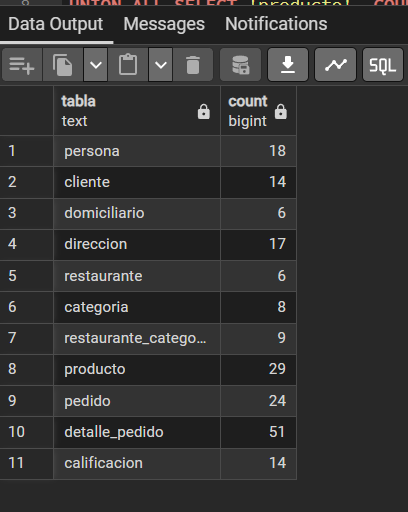 UNION ALL SELECT 'producto', COU
Data Output Messages Notifications
SQL
tabla count
text bigint
1 persona 18
2 cliente 14
3 domiciliario 6
4 direccion 17
5 restaurante 6
6 categoria 8
7 restaurante_catego... 9
8 producto 29
9 pedido 24
10 detalle_pedido 51
11 calificacion 14